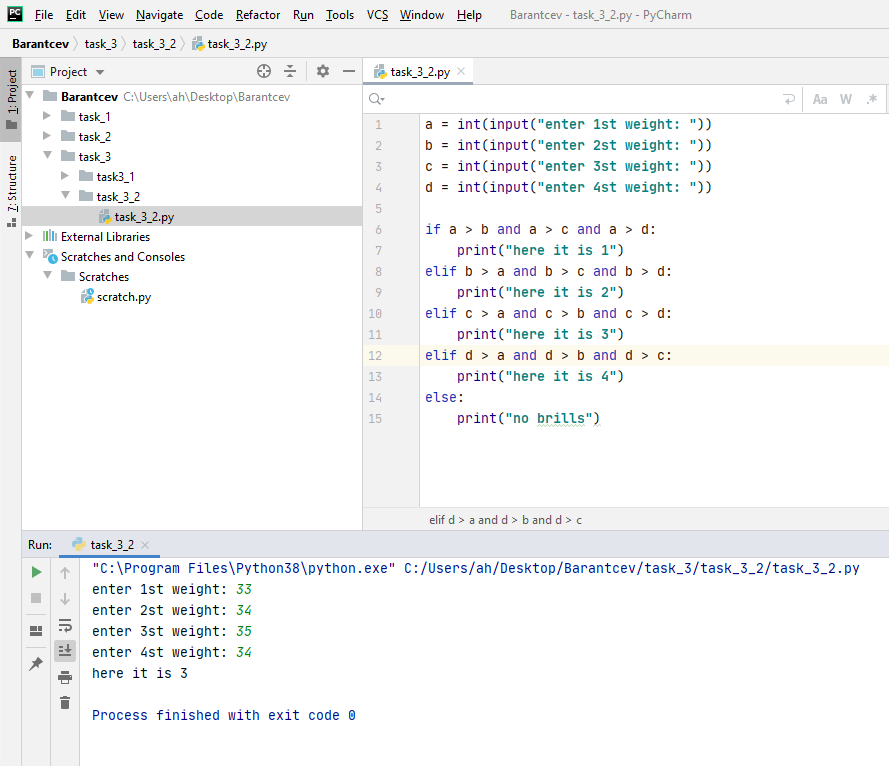 PC File Edit View Navigate Code Refactor Run Tools VCS Window Help Barantcev - task_3_2.py - PyCharm
Barantcev task_3 task_3_2 task_3_2.py
1: Project
7: Structure
Project
Barantcev C:\Users\ah\Desktop\Barantcev
task_1
task_2
task_3
task3_1
task_3_2
task_3_2.py
External Libraries
Scratches and Consoles
Scratches
scratch.py
task_3_2.py
Aa W .*
1 a = int(input("enter 1st weight: "))
2 b = int(input("enter 2st weight: "))
3 c = int(input("enter 3st weight: "))
4 d = int(input("enter 4st weight: "))
5
6 if a > b and a > c and a > d:
7     print("here it is 1")
8 elif b > a and b > c and b > d:
9     print("here it is 2")
10 elif c > a and c > b and c > d:
11     print("here it is 3")
12 elif d > a and d > b and d > c:
13     print("here it is 4")
14 else:
15     print("no brills")
elif d > a and d > b and d > c
Run: task_3_2
"C:\Program Files\Python38\python.exe" C:/Users/ah/Desktop/Barantcev/task_3/task_3_2/task_3_2.py
enter 1st weight: 33
enter 2st weight: 34
enter 3st weight: 35
enter 4st weight: 34
here it is 3
Process finished with exit code 0